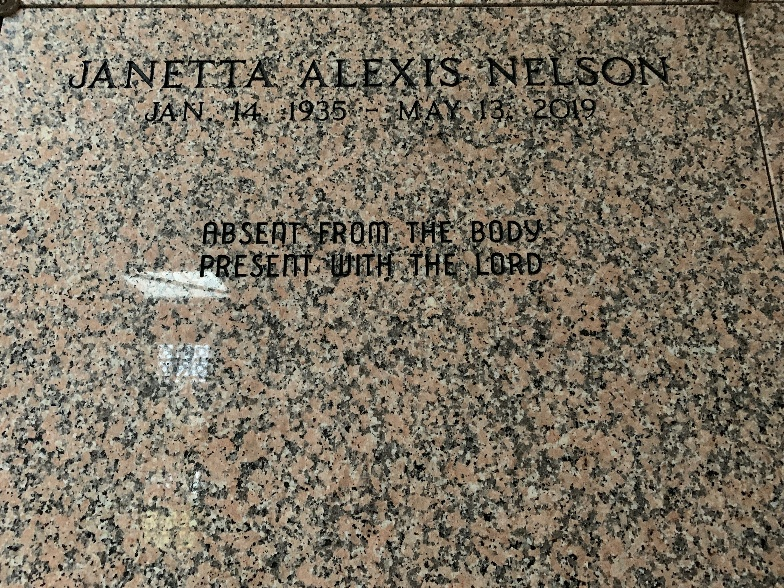 JANETTA ALEXIS NELSON
JAN. 14, 1935 - MAY 13, 2019
ABSENT FROM THE BODY
PRESENT WITH THE LORD